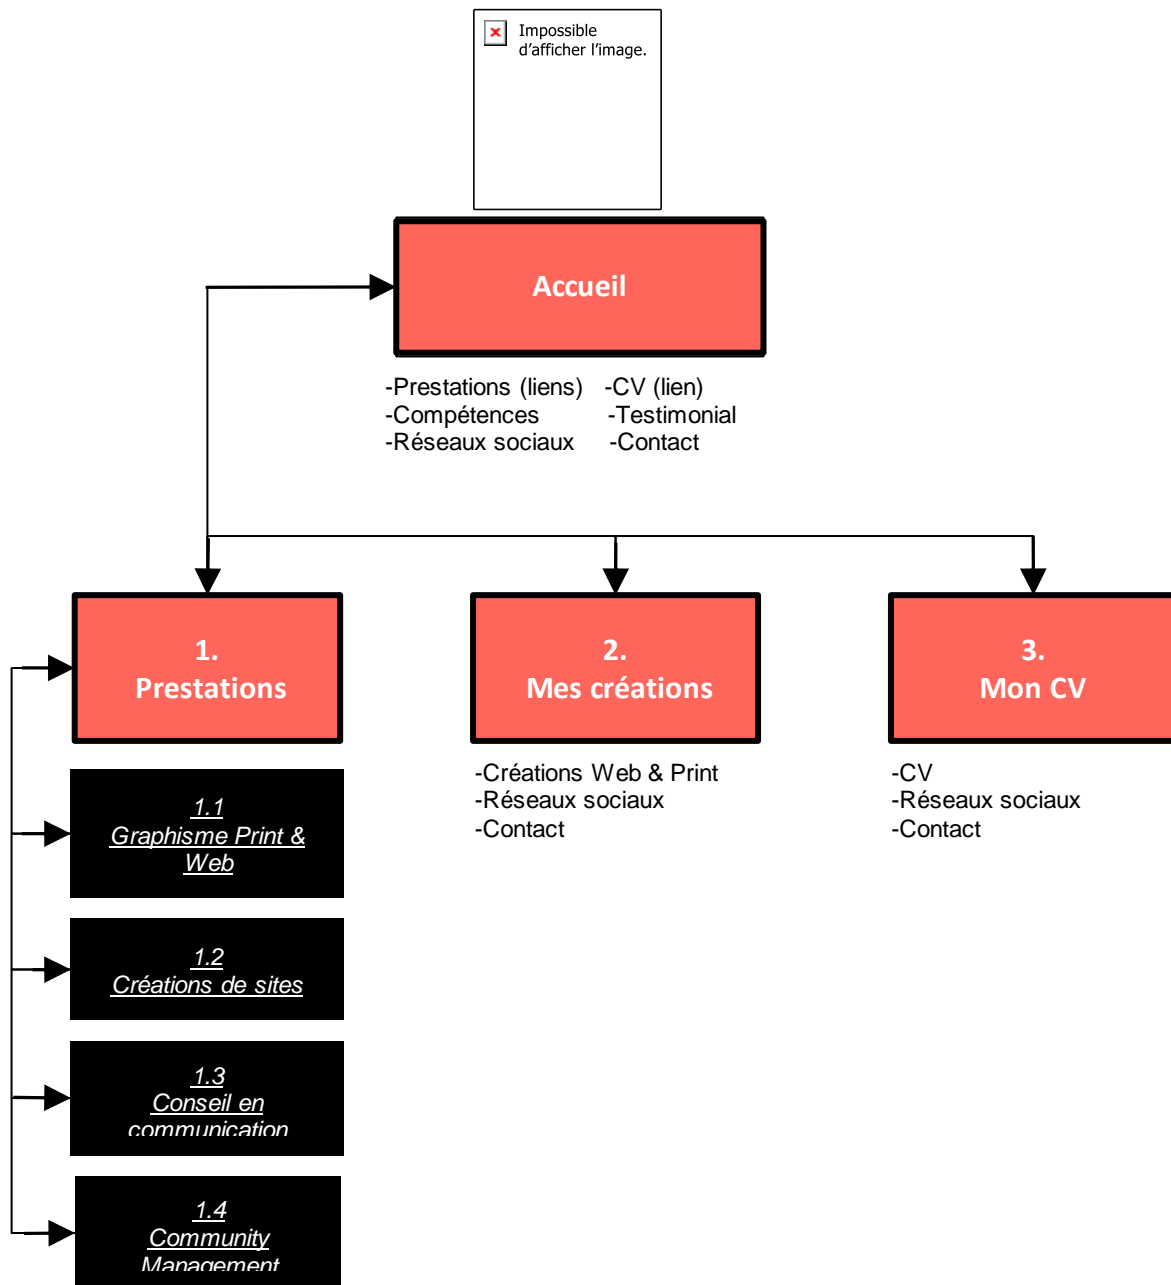 Impossible
d'afficher l'image.
Accueil
-Prestations (liens) -CV (lien)
-Compétences -Testimonial
-Réseaux sociaux -Contact
1.
Prestations
2.
Mes créations
3.
Mon CV
-Créations Web & Print
-Réseaux sociaux
-Contact
-CV
-Réseaux sociaux
-Contact
1.1
Graphisme Print &
Web
1.2
Créations de sites
1.3
Conseil en
communication
1.4
Community
Management